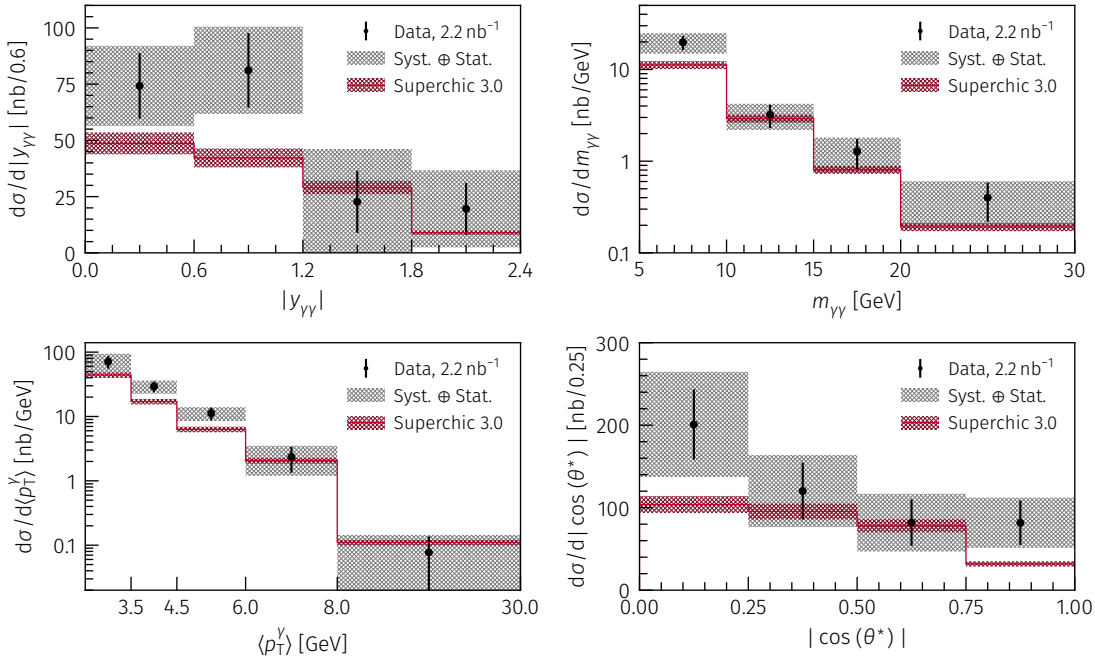 100
75
50
25
0
0.0 0.6 1.2 1.8 2.4
dσ/d|y_γγ| [nb/0.6]
|y_γγ|
Data, 2.2 nb⁻¹
Syst. ⊕ Stat.
Superchic 3.0
10
1
0.1
5 10 15 20 30
dσ/dm_γγ [nb/GeV]
m_γγ [GeV]
Data, 2.2 nb⁻¹
Syst. ⊕ Stat.
Superchic 3.0
100
10
1
0.1
3.5 4.5 6.0 8.0 30.0
dσ/d⟨p_T^γ⟩ [nb/GeV]
⟨p_T^γ⟩ [GeV]
Data, 2.2 nb⁻¹
Syst. ⊕ Stat.
Superchic 3.0
300
200
100
0
0.00 0.25 0.50 0.75 1.00
dσ/d|cos (θ*)| [nb/0.25]
|cos (θ*)|
Data, 2.2 nb⁻¹
Syst. ⊕ Stat.
Superchic 3.0